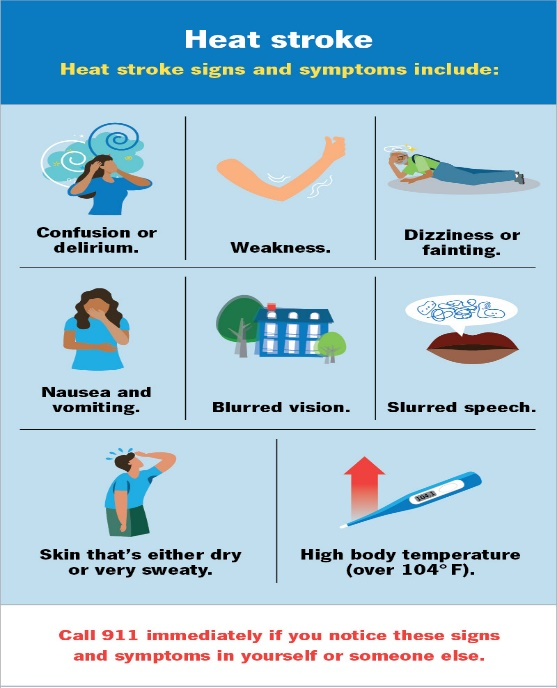 Heat stroke
Heat stroke signs and symptoms include:
Confusion or
delirium.
Weakness.
Dizziness or
fainting.
Nausea and
vomiting.
Blurred vision.
Slurred speech.
Skin that's either dry
or very sweaty.
104.1
High body temperature
(over 104° F).
Call 911 immediately if you notice these signs
and symptoms in yourself or someone else.